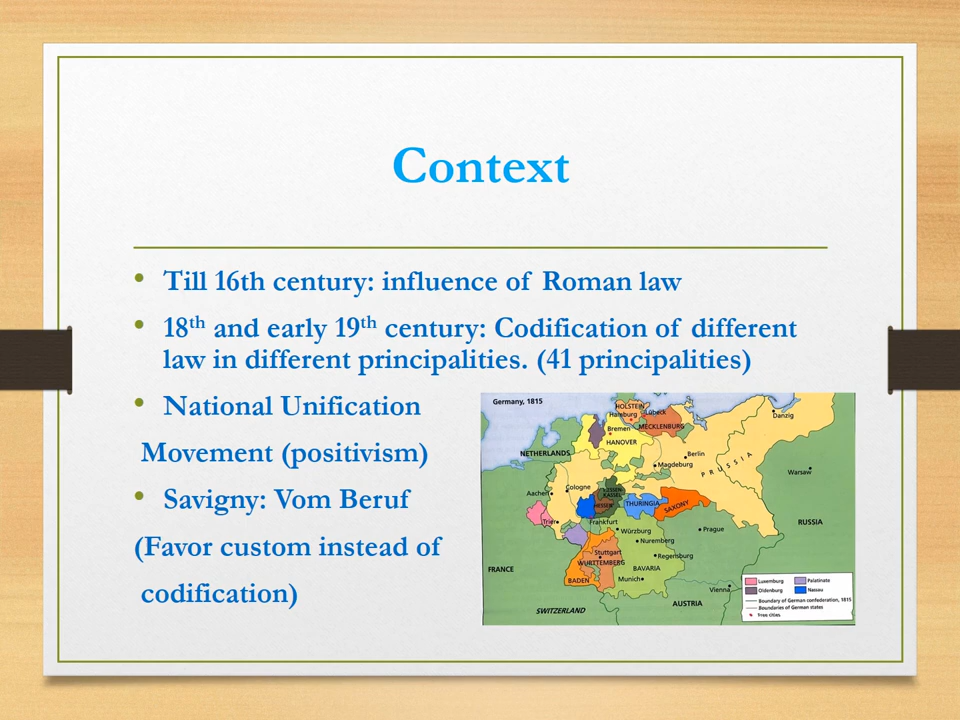 Context
• Till 16th century: influence of Roman law
• 18th and early 19th century: Codification of different
law in different principalities. (41 principalities)
• National Unification
Movement (positivism)
• Savigny: Vom Beruf
(Favor custom instead of
codification)
Germany, 1815
HOLSTEIN
Hamburg
Lübeck
Danzig
MECKLENBURG
Bremen
HANOVER
NETHERLANDS
Berlin
Magdeburg
PRUSSIA
Warsaw
Cologne
Aachen
HESSEN-
KASSEL
HESSEN
THURINGIA
SAXONY
Trier
Frankfurt
RUSSIA
Würzburg
Prague
Nuremberg
Stuttgart
Regensburg
WURTTEMBERG
FRANCE
BAVARIA
BADEN
Munich
Vienna
SWITZERLAND
AUSTRIA
Luxemburg
Palatinate
Oldenburg
Nassau
Boundary of German confederation, 1815
Boundaries of German states
Free cities